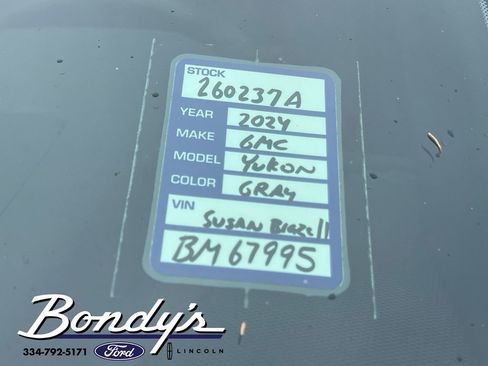 STOCK
260237A
YEAR 2024
MAKE GMC
MODEL YUKON
COLOR GRAY
VIN
SUSAN Brazell
BM67995
Bondy's
334-792-5171 Ford LINCOLN